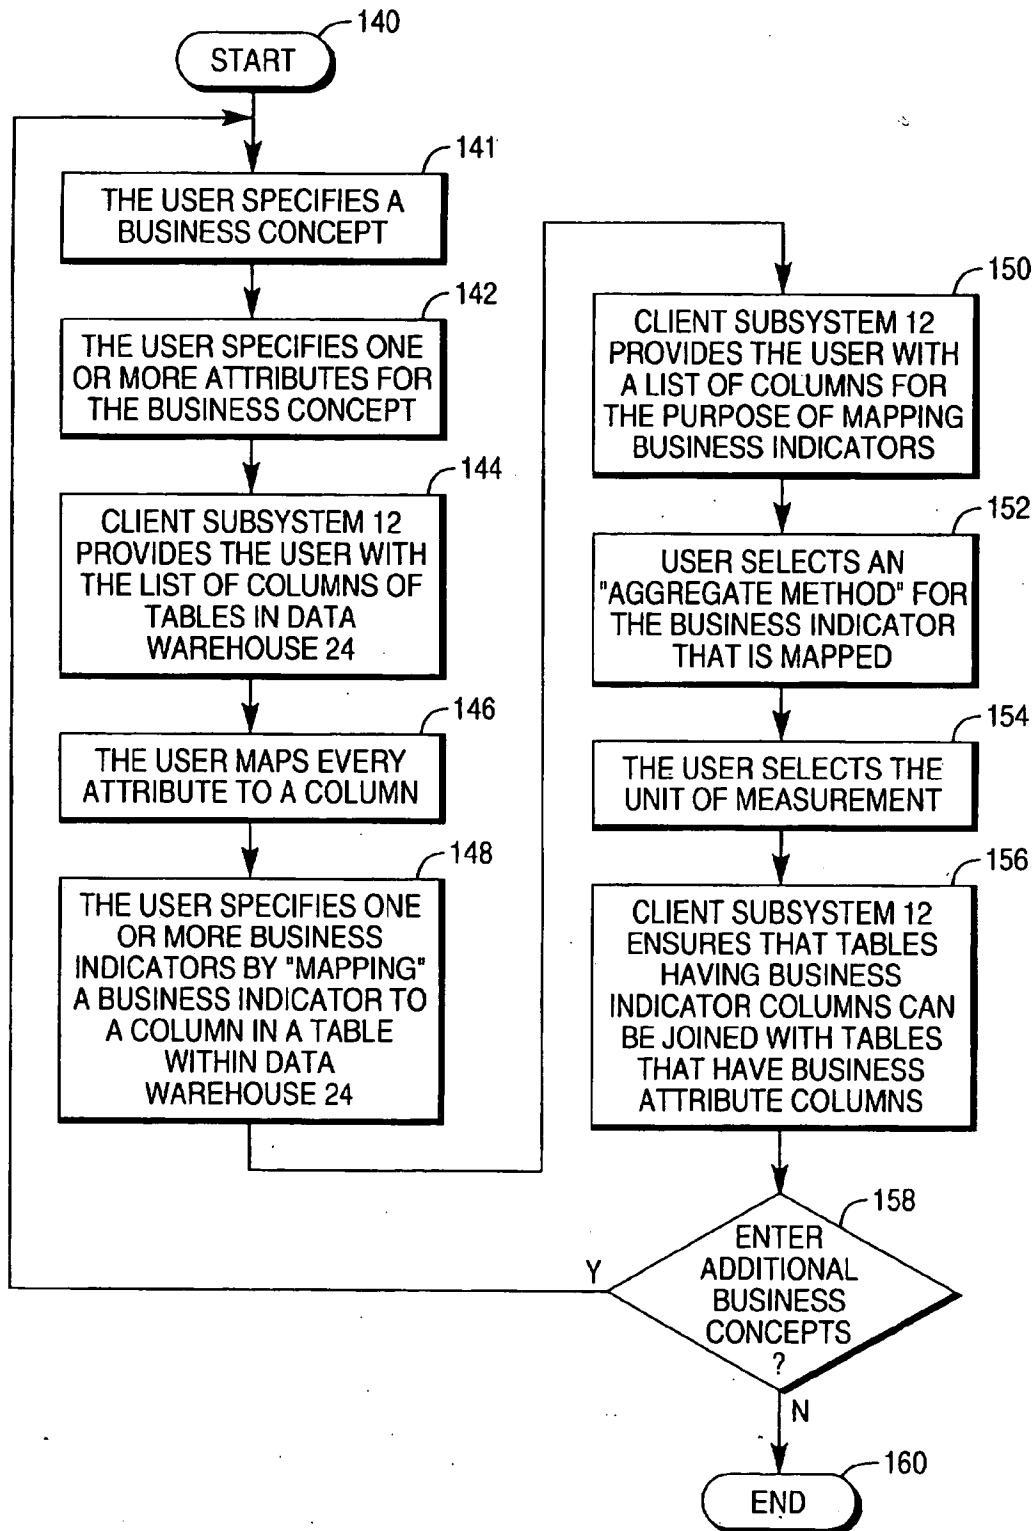 140
START
141
THE USER SPECIFIES A
BUSINESS CONCEPT
142
THE USER SPECIFIES ONE
OR MORE ATTRIBUTES FOR
THE BUSINESS CONCEPT
144
CLIENT SUBSYSTEM 12
PROVIDES THE USER WITH
THE LIST OF COLUMNS OF
TABLES IN DATA
WAREHOUSE 24
146
THE USER MAPS EVERY
ATTRIBUTE TO A COLUMN
148
THE USER SPECIFIES ONE
OR MORE BUSINESS
INDICATORS BY "MAPPING"
A BUSINESS INDICATOR TO
A COLUMN IN A TABLE
WITHIN DATA
WAREHOUSE 24
150
CLIENT SUBSYSTEM 12
PROVIDES THE USER WITH
A LIST OF COLUMNS FOR
THE PURPOSE OF MAPPING
BUSINESS INDICATORS
152
USER SELECTS AN
"AGGREGATE METHOD" FOR
THE BUSINESS INDICATOR
THAT IS MAPPED
154
THE USER SELECTS THE
UNIT OF MEASUREMENT
156
CLIENT SUBSYSTEM 12
ENSURES THAT TABLES
HAVING BUSINESS
INDICATOR COLUMNS CAN
BE JOINED WITH TABLES
THAT HAVE BUSINESS
ATTRIBUTE COLUMNS
158
ENTER
ADDITIONAL
BUSINESS
CONCEPTS
?
Y
N
160
END